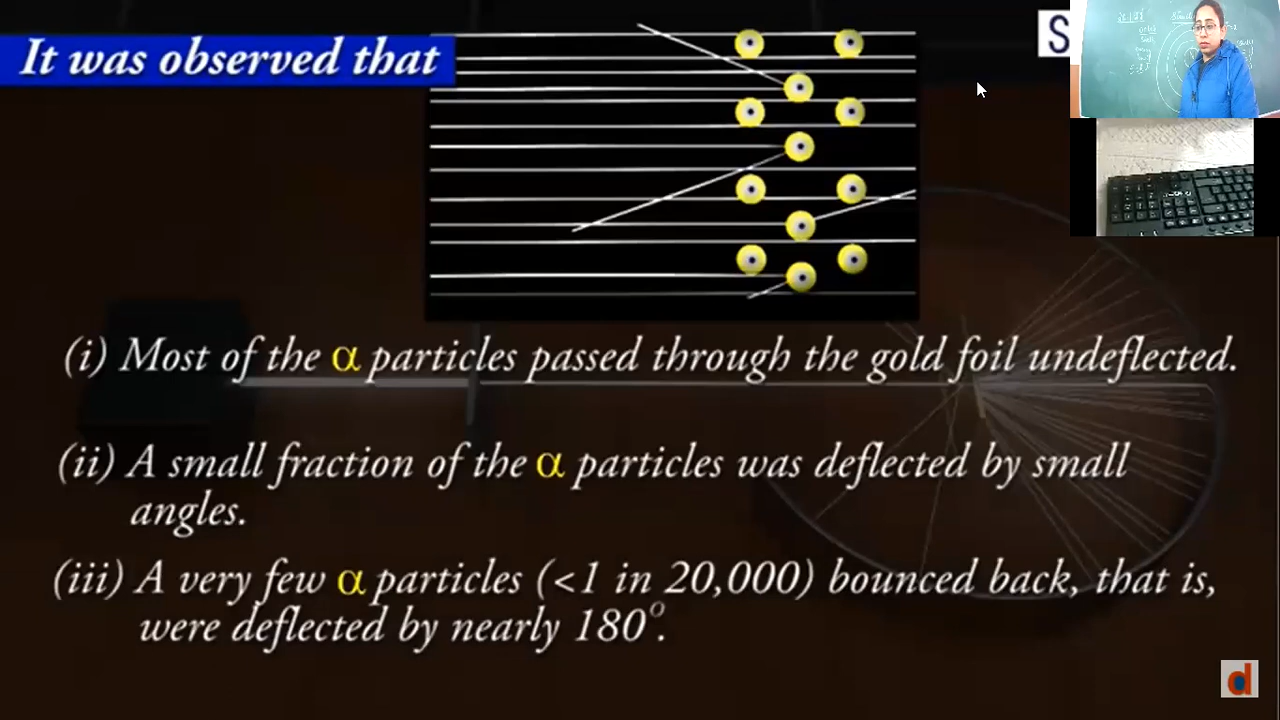 It was observed that
S
(i) Most of the α particles passed through the gold foil undeflected.
(ii) A small fraction of the α particles was deflected by small
angles.
(iii) A very few α particles (<1 in 20,000) bounced back, that is,
were deflected by nearly 180°.
d